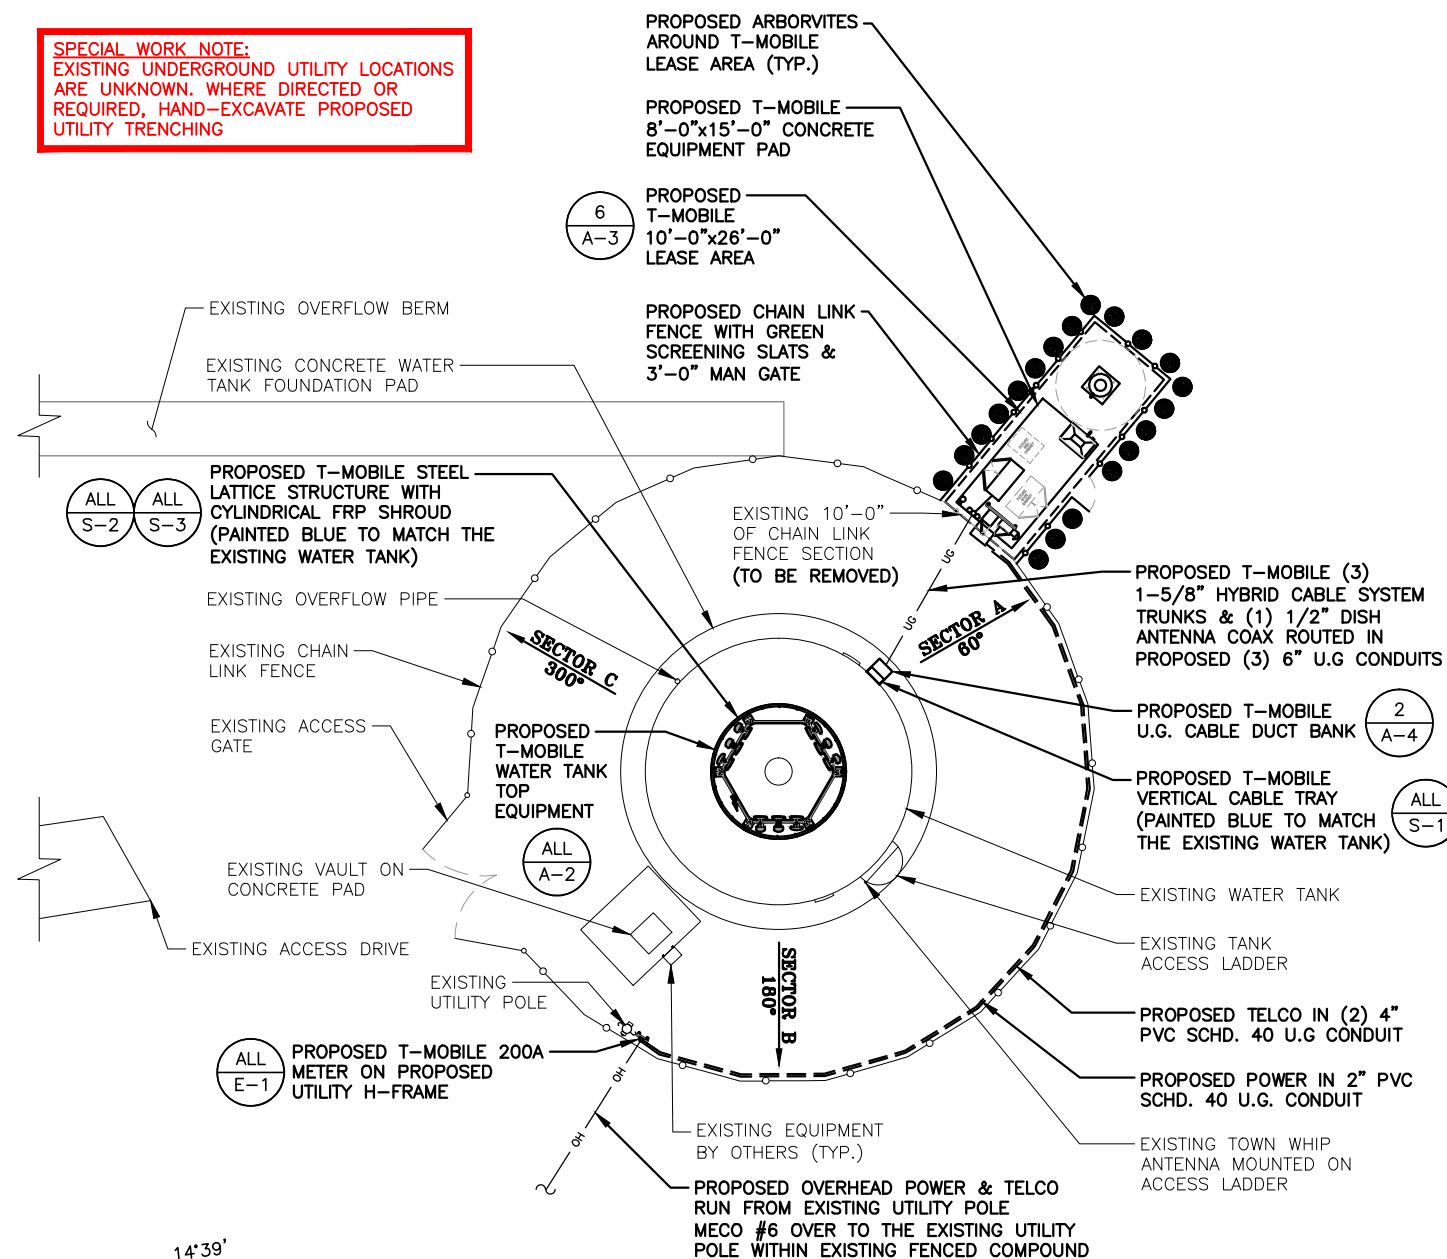 SPECIAL WORK NOTE:
EXISTING UNDERGROUND UTILITY LOCATIONS
ARE UNKNOWN. WHERE DIRECTED OR
REQUIRED, HAND-EXCAVATE PROPOSED
UTILITY TRENCHING
PROPOSED ARBORVITES
AROUND T-MOBILE
LEASE AREA (TYP.)
PROPOSED T-MOBILE
8'-0"x15'-0" CONCRETE
EQUIPMENT PAD
6
A-3
PROPOSED
T-MOBILE
10'-0"x26'-0"
LEASE AREA
PROPOSED CHAIN LINK
FENCE WITH GREEN
SCREENING SLATS &
3'-0" MAN GATE
EXISTING OVERFLOW BERM
EXISTING CONCRETE WATER
TANK FOUNDATION PAD
ALL
S-2
ALL
S-3
PROPOSED T-MOBILE STEEL
LATTICE STRUCTURE WITH
CYLINDRICAL FRP SHROUD
(PAINTED BLUE TO MATCH THE
EXISTING WATER TANK)
EXISTING 10'-0"
OF CHAIN LINK
FENCE SECTION
(TO BE REMOVED)
UG
UG
EXISTING OVERFLOW PIPE
EXISTING CHAIN
LINK FENCE
EXISTING ACCESS
GATE
SECTOR C
300°
SECTOR A
60°
PROPOSED T-MOBILE (3)
1-5/8" HYBRID CABLE SYSTEM
TRUNKS & (1) 1/2" DISH
ANTENNA COAX ROUTED IN
PROPOSED (3) 6" U.G CONDUITS
PROPOSED T-MOBILE
U.G. CABLE DUCT BANK
2
A-4
PROPOSED T-MOBILE
VERTICAL CABLE TRAY
(PAINTED BLUE TO MATCH
THE EXISTING WATER TANK)
ALL
S-1
PROPOSED
T-MOBILE
WATER TANK
TOP
EQUIPMENT
ALL
A-2
EXISTING VAULT ON
CONCRETE PAD
EXISTING ACCESS DRIVE
EXISTING
UTILITY POLE
SECTOR B
180°
EXISTING WATER TANK
EXISTING TANK
ACCESS LADDER
PROPOSED TELCO IN (2) 4"
PVC SCHD. 40 U.G CONDUIT
PROPOSED POWER IN 2" PVC
SCHD. 40 U.G. CONDUIT
EXISTING TOWN WHIP
ANTENNA MOUNTED ON
ACCESS LADDER
ALL
E-1
PROPOSED T-MOBILE 200A
METER ON PROPOSED
UTILITY H-FRAME
OH
OH
EXISTING EQUIPMENT
BY OTHERS (TYP.)
PROPOSED OVERHEAD POWER & TELCO
RUN FROM EXISTING UTILITY POLE
MECO #6 OVER TO THE EXISTING UTILITY
POLE WITHIN EXISTING FENCED COMPOUND
14°39'